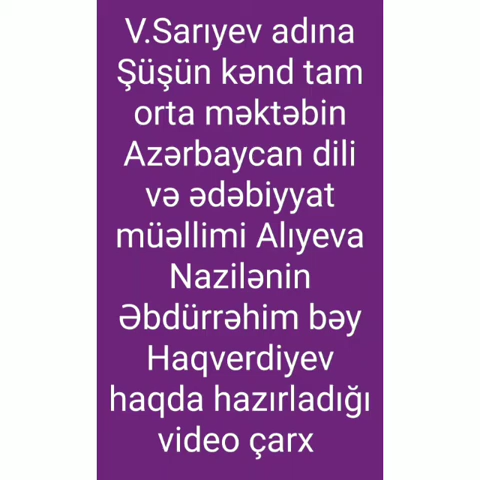 V.Sarıyev adına
Şüşün kənd tam
orta məktəbin
Azərbaycan dili
və ədəbiyyat
müəllimi Alıyeva
Nazilənin
Əbdürrəhim bəy
Haqverdiyev
haqda hazırladığı
video çarx